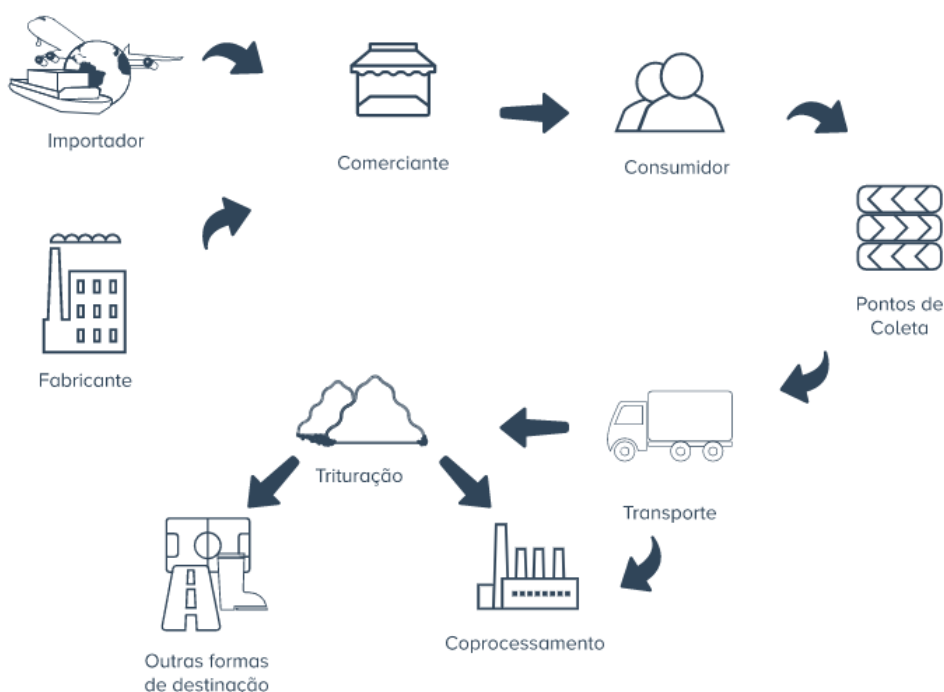 Importador
Comerciante
Consumidor
Pontos de
Coleta
Fabricante
Trituração
Transporte
Coprocessamento
Outras formas
de destinação